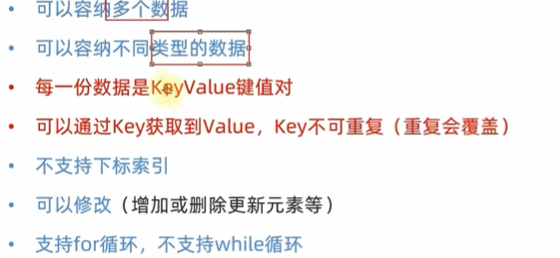 • 可以容纳多个数据
• 可以容纳不同类型的数据
• 每一份数据是KeyValue键值对
• 可以通过Key获取到Value，Key不可重复（重复会覆盖）
• 不支持下标索引
• 可以修改（增加或删除更新元素等）
• 支持for循环，不支持while循环